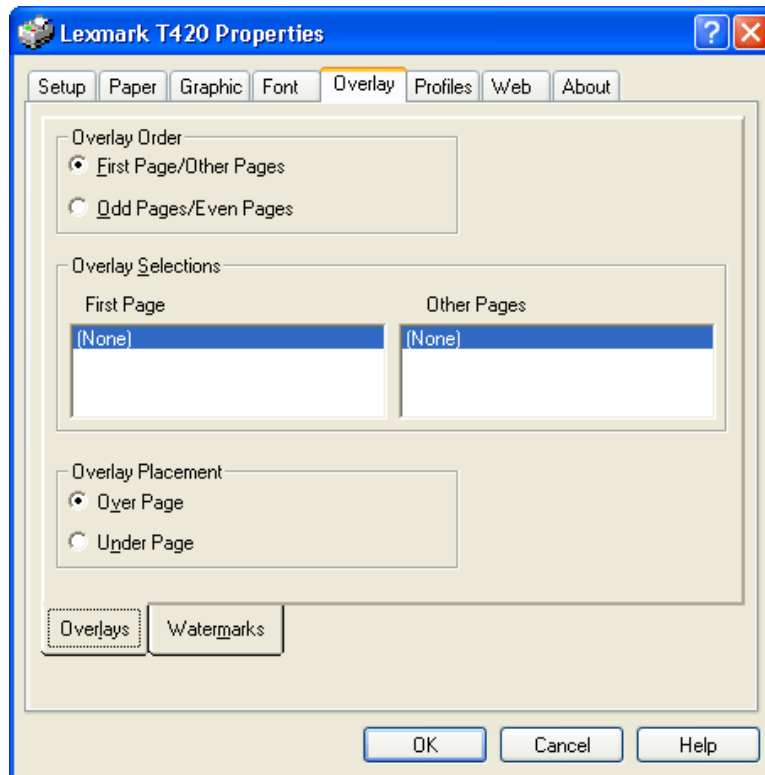 Lexmark T420 Properties
Setup Paper Graphic Font Overlay Profiles Web About
Overlay Order
First Page/Other Pages
Odd Pages/Even Pages
Overlay Selections
First Page Other Pages
(None) (None)
Overlay Placement
Over Page
Under Page
Overlays Watermarks
OK Cancel Help